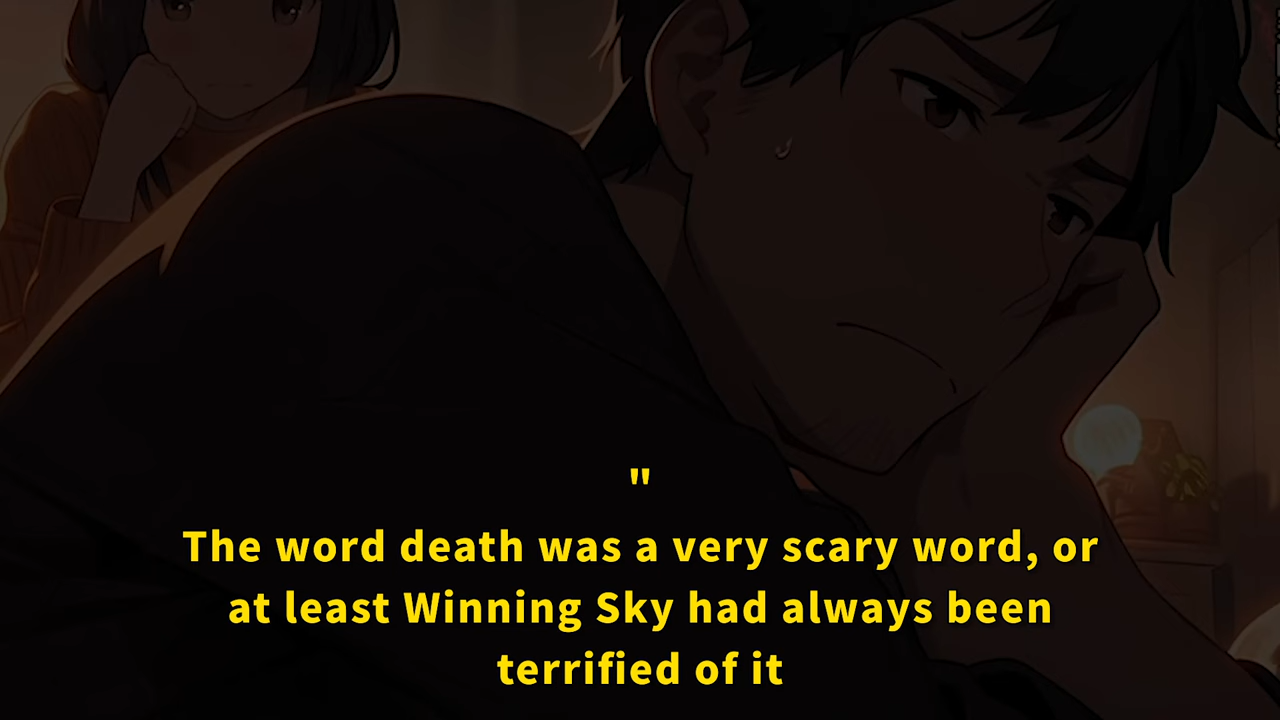 "
The word death was a very scary word, or
at least Winning Sky had always been
terrified of it